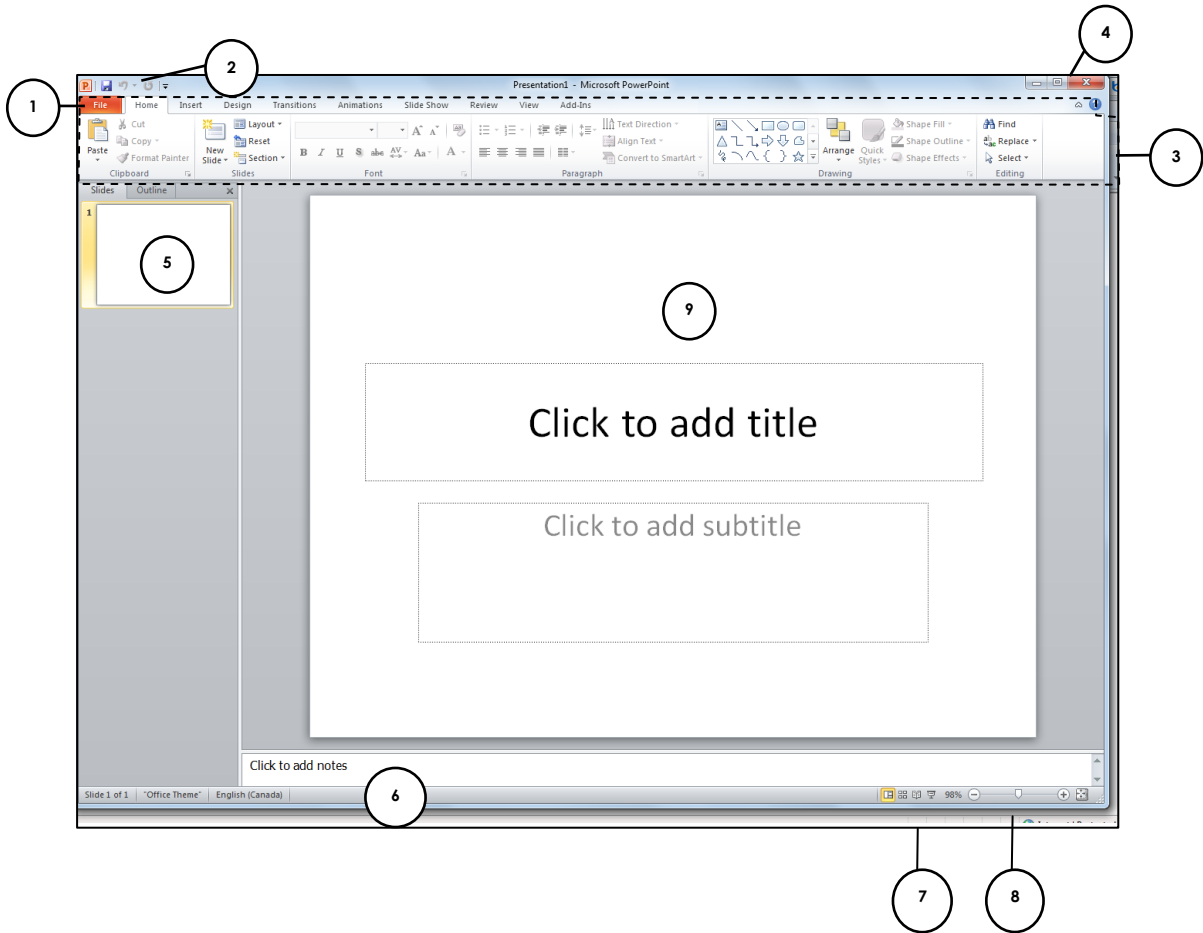 4
2
Presentation1 - Microsoft PowerPoint
1
File Home Insert Design Transitions Animations Slide Show Review View Add-Ins
Paste
Cut
Copy
Format Painter
Clipboard
New Slide
Layout
Reset
Section
Slides
B I U S abc AV Aa A
A A
Font
Text Direction
Align Text
Convert to SmartArt
Paragraph
Arrange
Quick Styles
Shape Fill
Shape Outline
Shape Effects
Drawing
Find
Replace
Select
Editing
3
Slides Outline x
1
5
9
Click to add title
Click to add subtitle
Click to add notes
Slide 1 of 1 "Office Theme" English (Canada)
6
98%
7
8